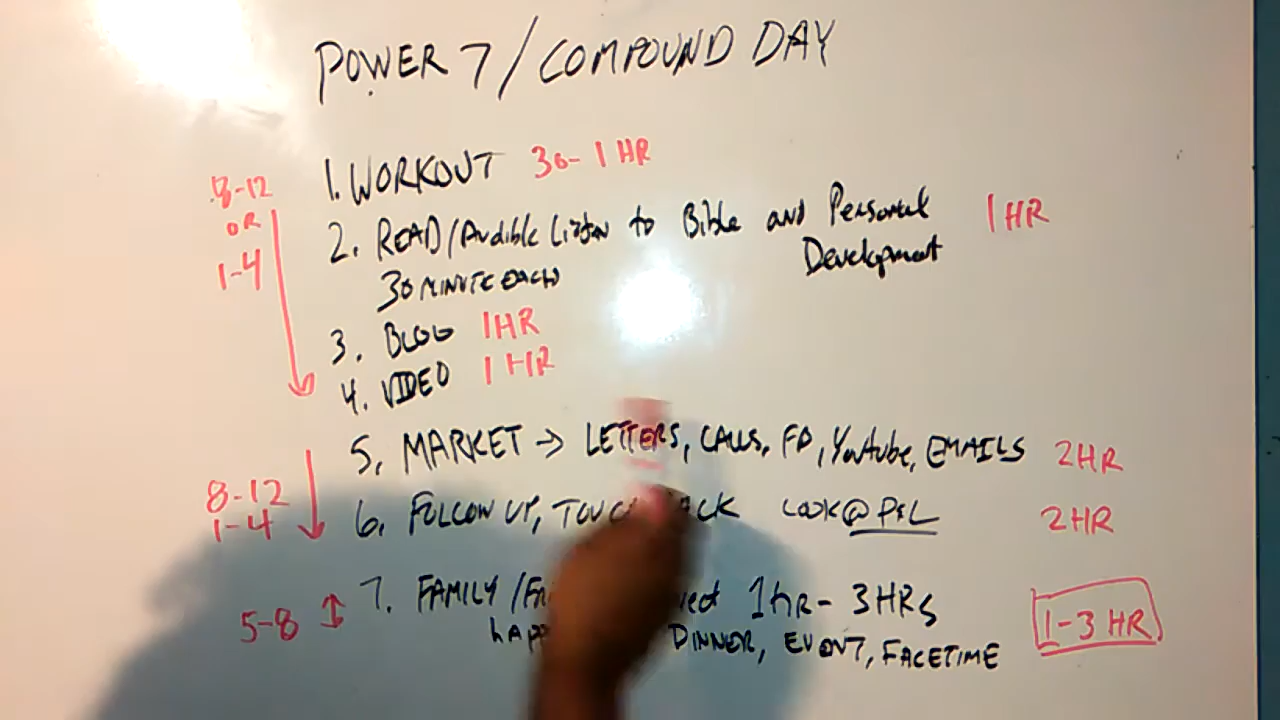 POWER 7 / COMPOUND DAY
1. WORKOUT 30-1 HR
8-12
OR
1-4
2. READ/Audible Listen to Bible and Personal Development 1 HR
30 MINUTE EACH
3. BLOG 1HR
4. VIDEO 1 HR
5. MARKET → LETTERS, CALLS, FB, Youtube, EMAILS 2HR
8-12
1-4
6. FOLLOW UP, LOOK @ P&L 2HR
5-8
7. FAMILY / 1hR - 3HRs
DINNER, EVENT, FACETIME
1-3 HR